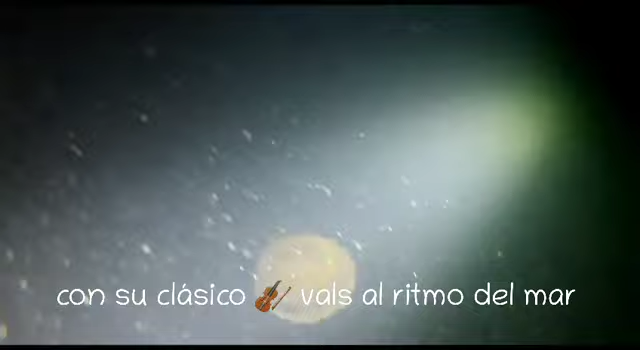 con su clásico 🎻 vals al ritmo del mar